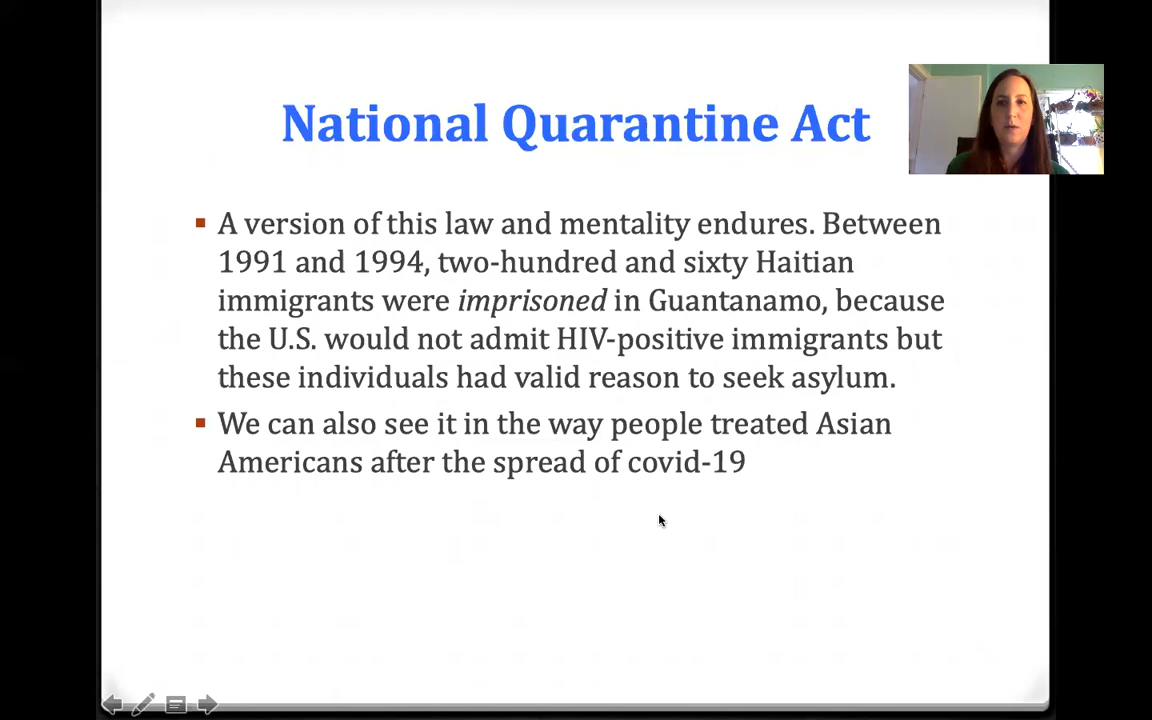 National Quarantine Act
A version of this law and mentality endures. Between
1991 and 1994, two-hundred and sixty Haitian
immigrants were imprisoned in Guantanamo, because
the U.S. would not admit HIV-positive immigrants but
these individuals had valid reason to seek asylum.
We can also see it in the way people treated Asian
Americans after the spread of covid-19